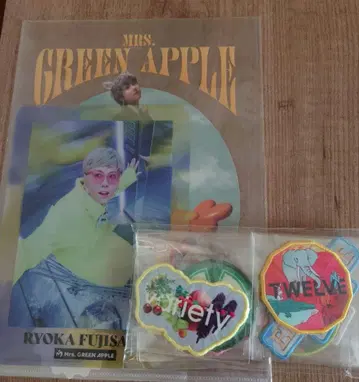 MRS.
GREEN APPLE
RYOKA FUJISA
Mrs. GREEN APPLE
variety
TWELVE